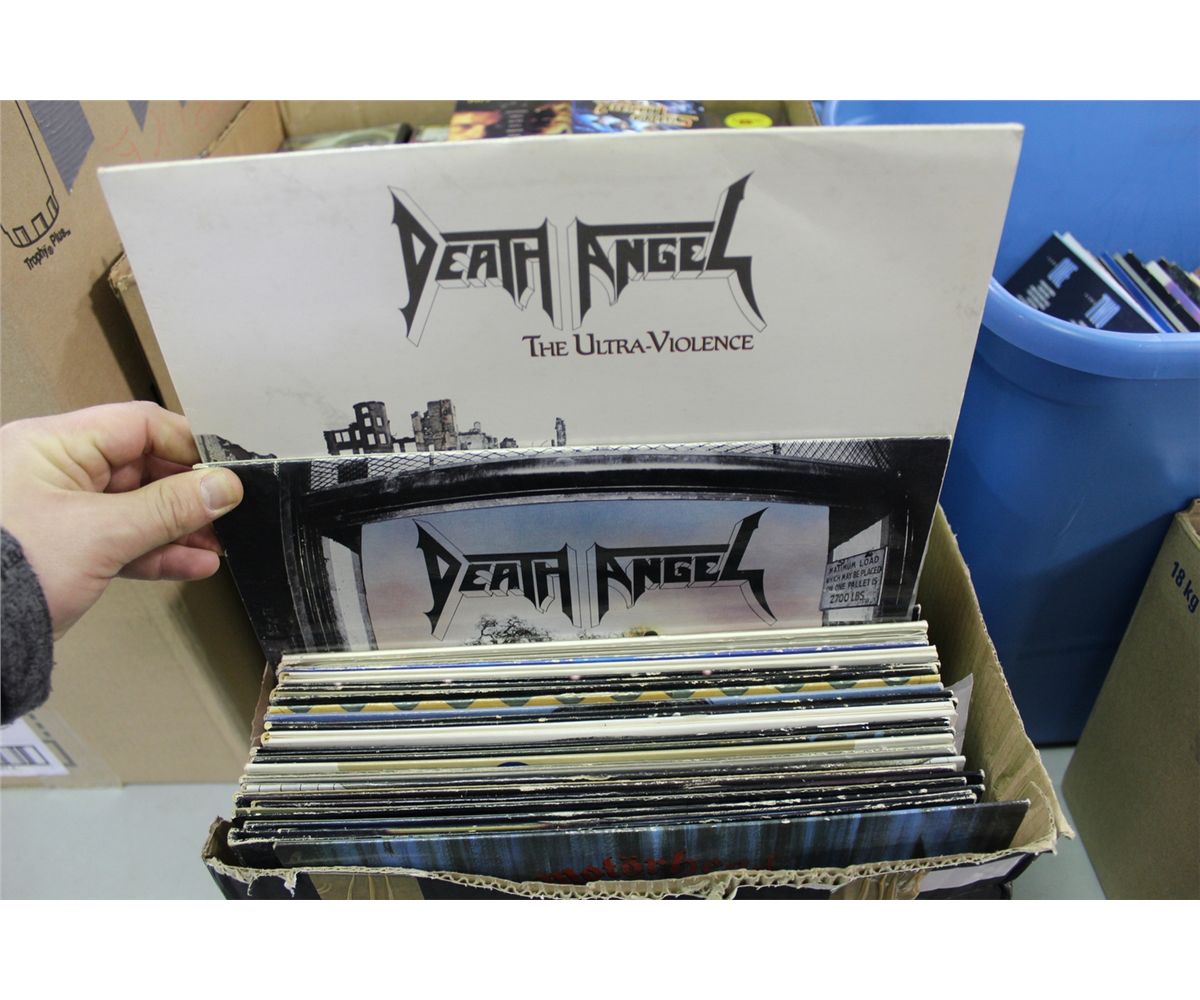 DEATH ANGEL
THE ULTRA-VIOLENCE
DEATH ANGEL
MATIMUM LOAD
WHICH MAY BE PLACED
ON ONE PALLET IS
2700 LBS.
motörhead
Trophy Plus
18 kg